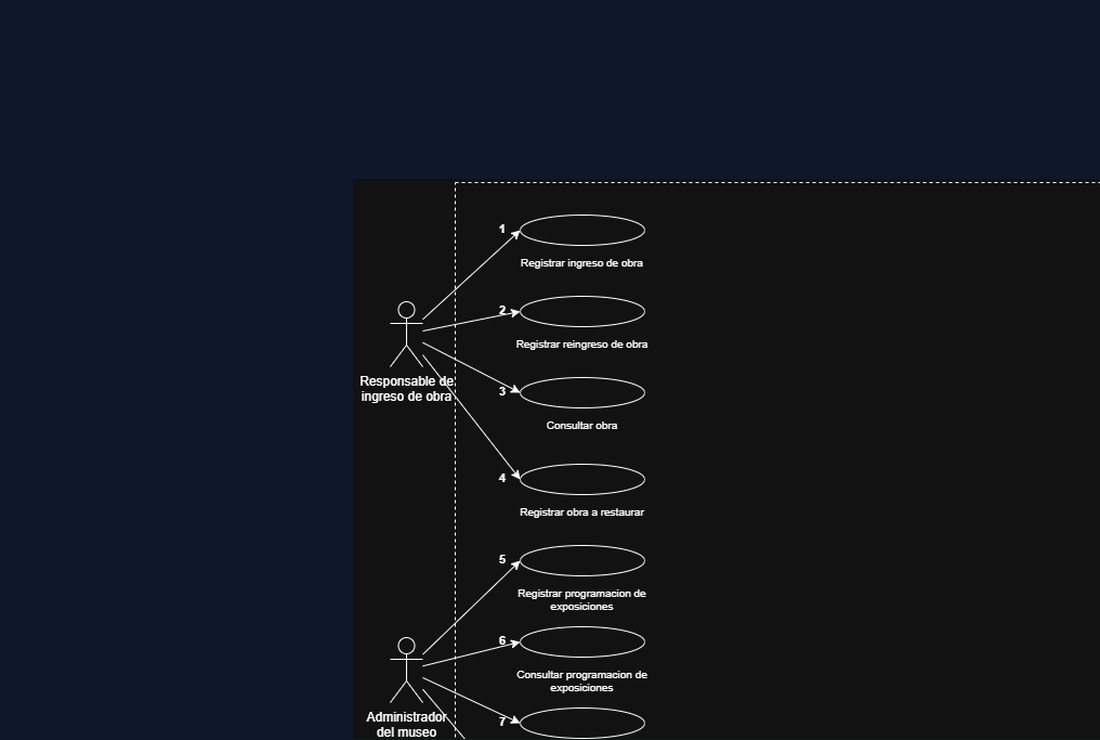 1
Registrar ingreso de obra
2
Registrar reingreso de obra
Responsable de
ingreso de obra
3
Consultar obra
4
Registrar obra a restaurar
5
Registrar programacion de
exposiciones
6
Consultar programacion de
exposiciones
Administrador
del museo
7